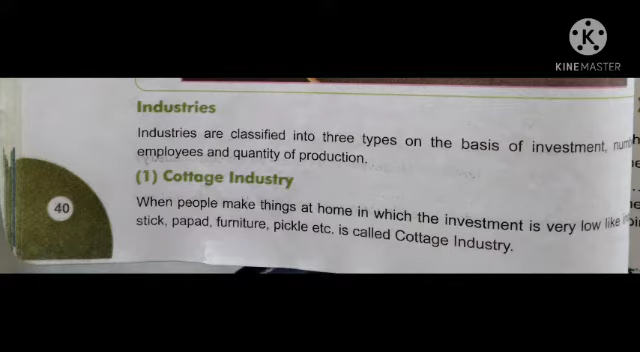 KINEMASTER
Industries
Industries are classified into three types on the basis of investment,
employees and quantity of production.
(1) Cottage Industry
When people make things at home in which the investment is very low like
stick, papad, furniture, pickle etc. is called Cottage Industry.
40